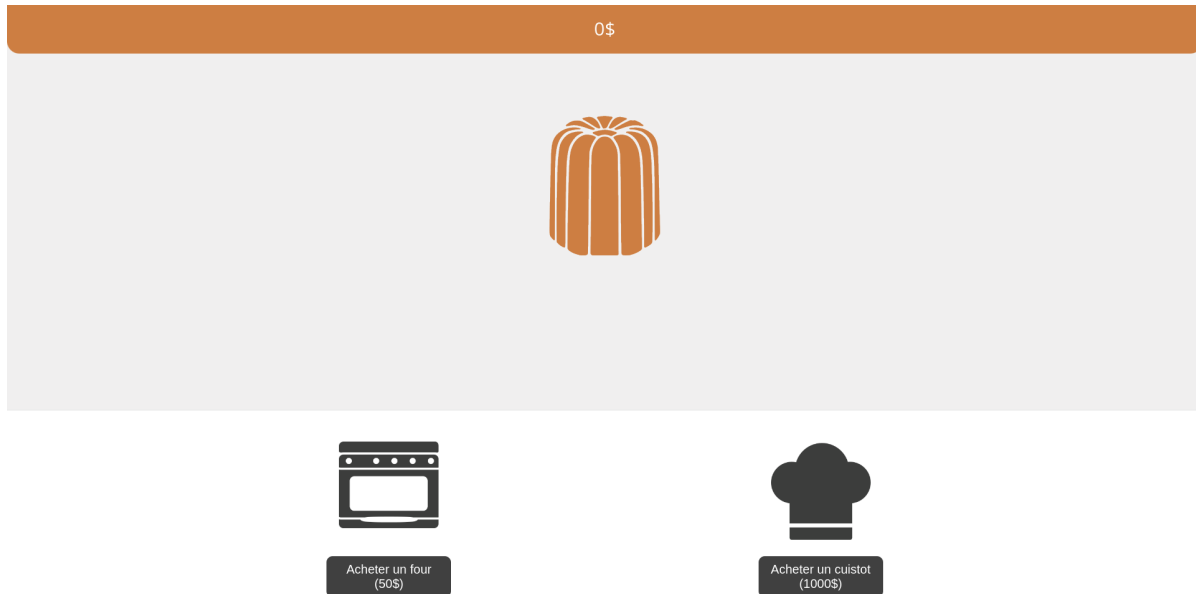 0$
Acheter un four
(50$)
Acheter un cuistot
(1000$)